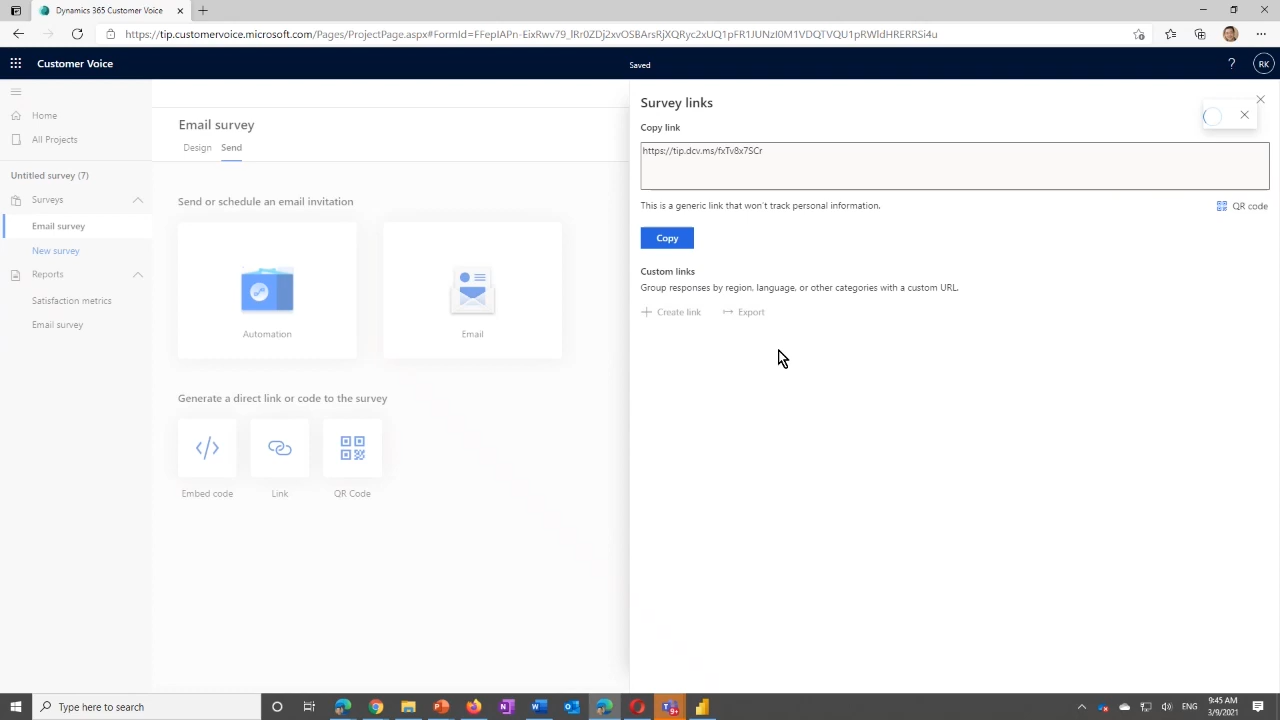 Dynamics 365 Customer Voice
https://tip.customervoice.microsoft.com/Pages/ProjectPage.aspx#FormId=FFepIAPn-EixRwv79_lRr0ZDj2xvOSBArsRjXQRyc2xUQ1pFR1JUNzI0M1VDQTVQU1pRWldHRERRSi4u
Customer Voice
Saved
?
RK
Home
All Projects
Untitled survey (7)
Surveys
Email survey
New survey
Reports
Satisfaction metrics
Email survey
Email survey
Design Send
Send or schedule an email invitation
Automation
Email
Generate a direct link or code to the survey
Embed code
Link
QR Code
Survey links
Copy link
https://tip.dcv.ms/fxTv8x7SCr
This is a generic link that won't track personal information.
QR code
Copy
Custom links
Group responses by region, language, or other categories with a custom URL.
Create link Export
Type here to search
9+
ENG
9:45 AM
3/9/2021